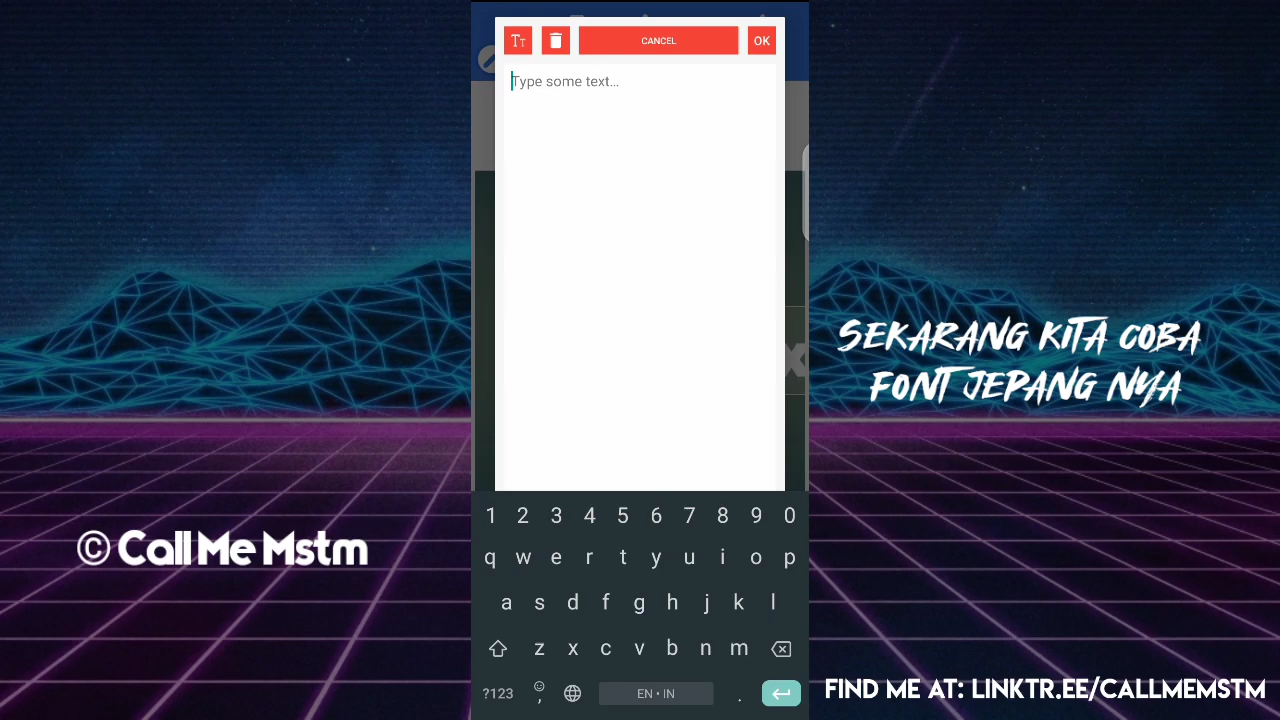 Tт
CANCEL
OK
Type some text...
SEKARANG KITA COBA
FONT JEPANG NYA
X
© Call Me Mstm
1 2 3 4 5 6 7 8 9 0
q w e r t y u i o p
a s d f g h j k l
z x c v b n m
?123 , EN • IN .
FIND ME AT: LINKTR.EE/CALLMEMSTM